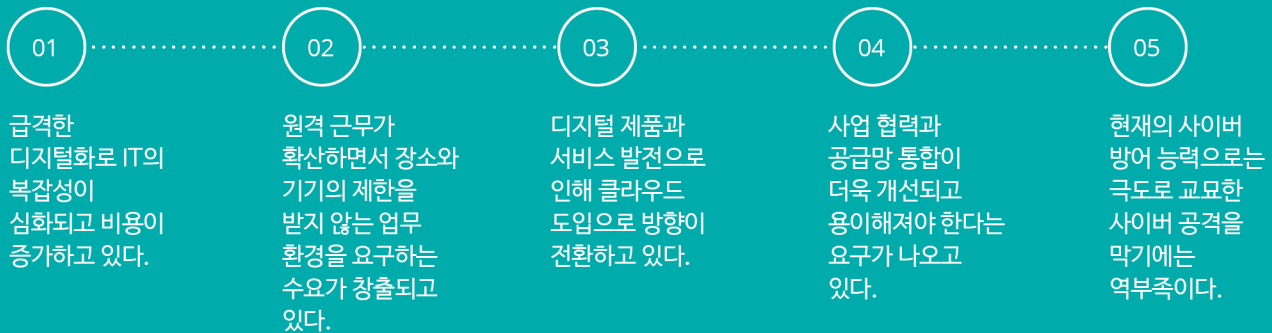 01
급격한
디지털화로 IT의
복잡성이
심화되고 비용이
증가하고 있다.
02
원격 근무가
확산하면서 장소와
기기의 제한을
받지 않는 업무
환경을 요구하는
수요가 창출되고
있다.
03
디지털 제품과
서비스 발전으로
인해 클라우드
도입으로 방향이
전환하고 있다.
04
사업 협력과
공급망 통합이
더욱 개선되고
용이해져야 한다는
요구가 나오고
있다.
05
현재의 사이버
방어 능력으로는
극도로 교묘한
사이버 공격을
막기에는
역부족이다.